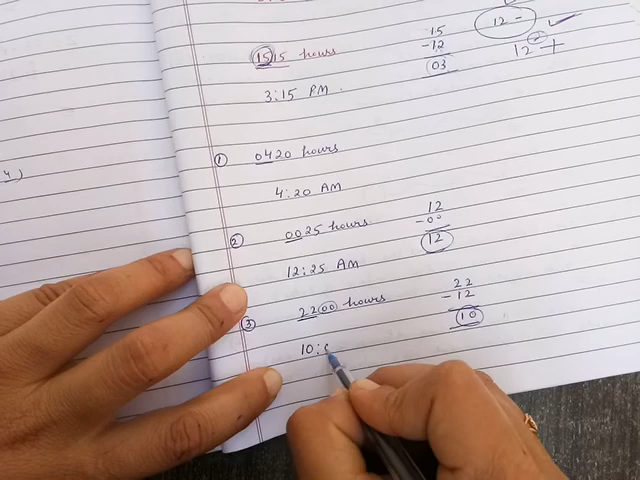 12 -
12 +
1515 hours
15
-12
03
3:15 PM.
① 0420 hours
4:20 AM
② 0025 hours
12
-00
12
12:25 AM
③ 2200 hours
22
-12
10
10: